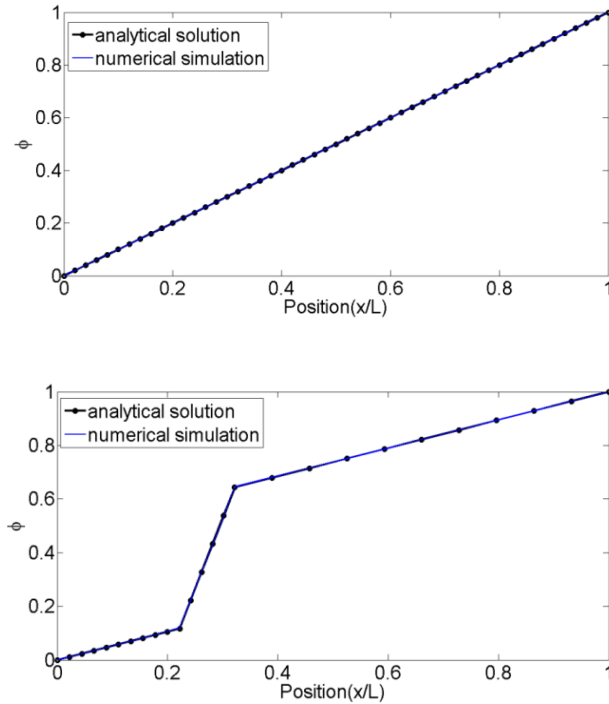 1
analytical solution
numerical simulation
0.8
0.6
ϕ
0.4
0.2
0
0 0.2 0.4 0.6 0.8 1
Position(x/L)
1
analytical solution
numerical simulation
0.8
0.6
ϕ
0.4
0.2
0
0 0.2 0.4 0.6 0.8 1
Position(x/L)